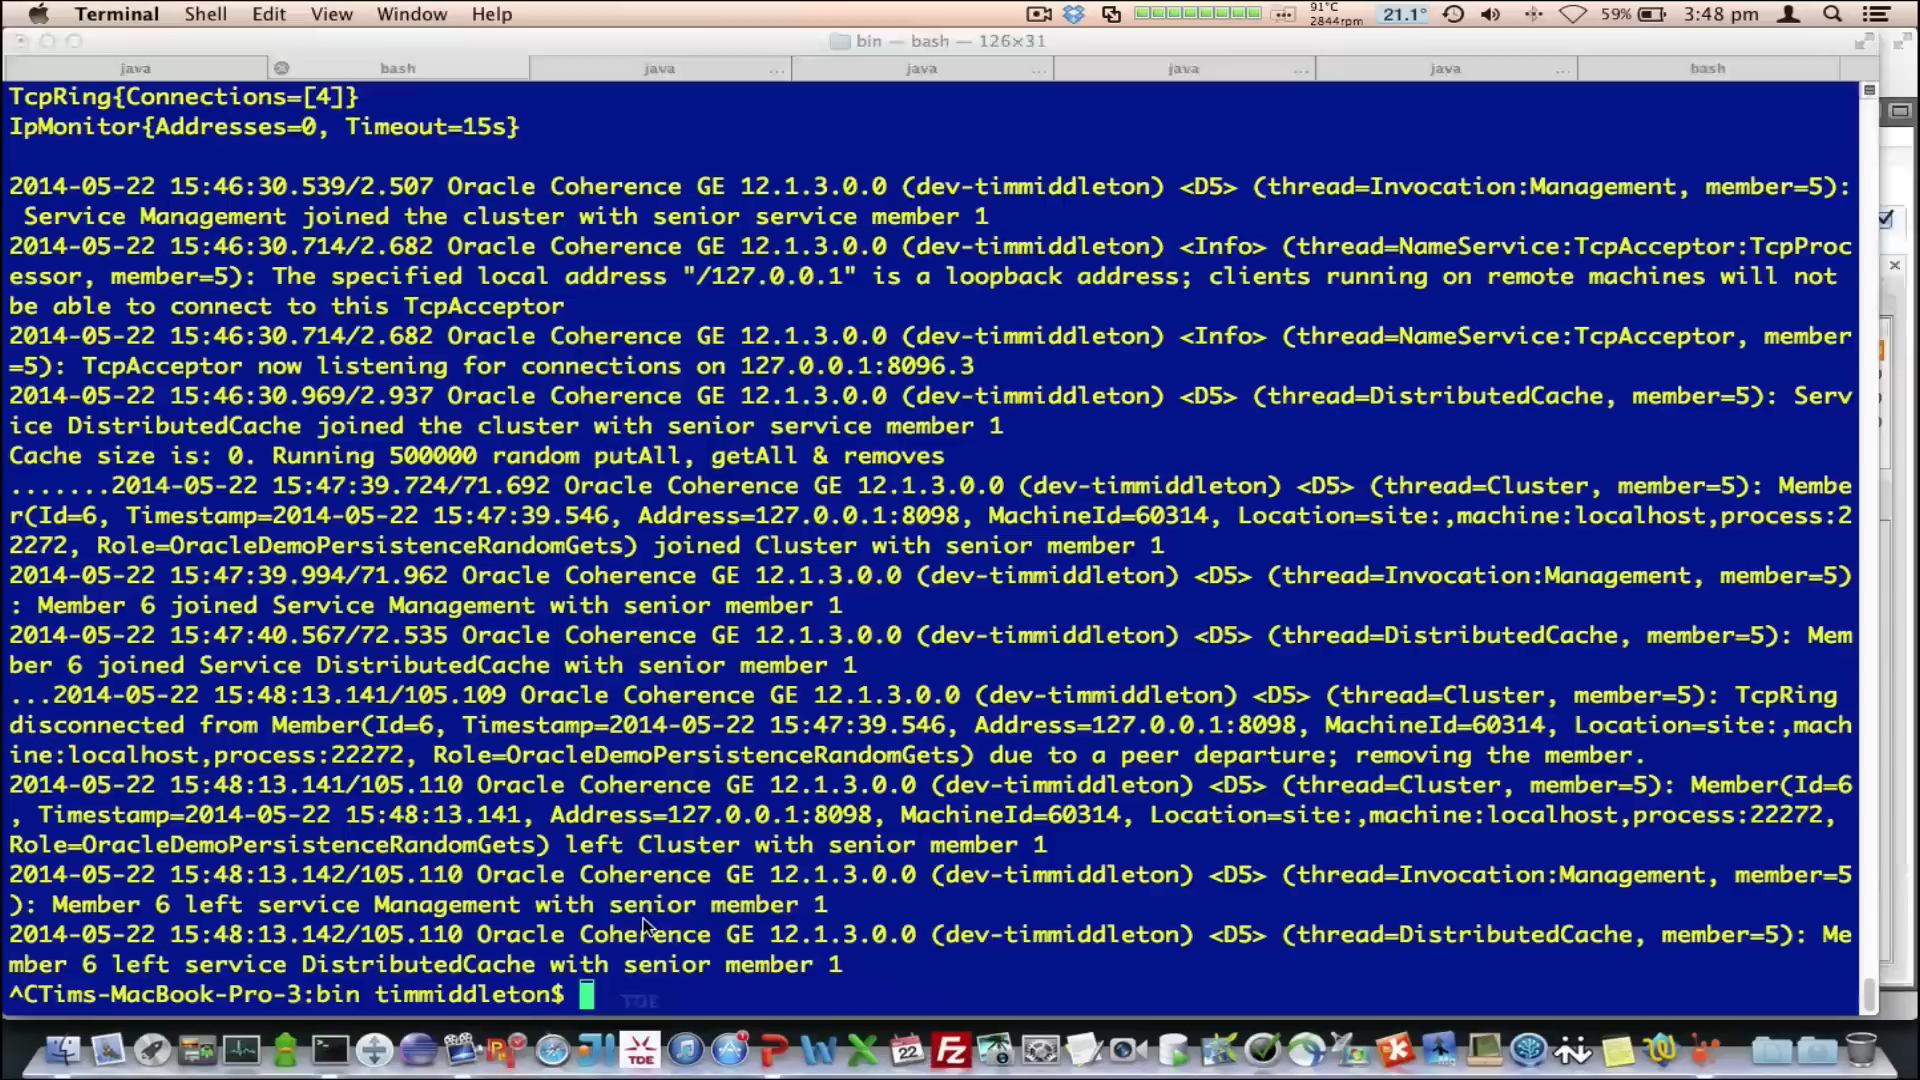 Terminal Shell Edit View Window Help 91°C 2844rpm 21.1° 59% 3:48 pm
bin — bash — 126×31
java bash java ... java ... java ... java ... bash
TcpRing{Connections=[4]}
IpMonitor{Addresses=0, Timeout=15s}
2014-05-22 15:46:30.539/2.507 Oracle Coherence GE 12.1.3.0.0 (dev-timmiddleton) <D5> (thread=Invocation:Management, member=5):
Service Management joined the cluster with senior service member 1
2014-05-22 15:46:30.714/2.682 Oracle Coherence GE 12.1.3.0.0 (dev-timmiddleton) <Info> (thread=NameService:TcpAcceptor:TcpProc
essor, member=5): The specified local address "/127.0.0.1" is a loopback address; clients running on remote machines will not
be able to connect to this TcpAcceptor
2014-05-22 15:46:30.714/2.682 Oracle Coherence GE 12.1.3.0.0 (dev-timmiddleton) <Info> (thread=NameService:TcpAcceptor, member
=5): TcpAcceptor now listening for connections on 127.0.0.1:8096.3
2014-05-22 15:46:30.969/2.937 Oracle Coherence GE 12.1.3.0.0 (dev-timmiddleton) <D5> (thread=DistributedCache, member=5): Serv
ice DistributedCache joined the cluster with senior service member 1
Cache size is: 0. Running 500000 random putAll, getAll & removes
.......2014-05-22 15:47:39.724/71.692 Oracle Coherence GE 12.1.3.0.0 (dev-timmiddleton) <D5> (thread=Cluster, member=5): Membe
r(Id=6, Timestamp=2014-05-22 15:47:39.546, Address=127.0.0.1:8098, MachineId=60314, Location=site:,machine:localhost,process:2
2272, Role=OracleDemoPersistenceRandomGets) joined Cluster with senior member 1
2014-05-22 15:47:39.994/71.962 Oracle Coherence GE 12.1.3.0.0 (dev-timmiddleton) <D5> (thread=Invocation:Management, member=5)
: Member 6 joined Service Management with senior member 1
2014-05-22 15:47:40.567/72.535 Oracle Coherence GE 12.1.3.0.0 (dev-timmiddleton) <D5> (thread=DistributedCache, member=5): Mem
ber 6 joined Service DistributedCache with senior member 1
...2014-05-22 15:48:13.141/105.109 Oracle Coherence GE 12.1.3.0.0 (dev-timmiddleton) <D5> (thread=Cluster, member=5): TcpRing
disconnected from Member(Id=6, Timestamp=2014-05-22 15:47:39.546, Address=127.0.0.1:8098, MachineId=60314, Location=site:,mach
ine:localhost,process:22272, Role=OracleDemoPersistenceRandomGets) due to a peer departure; removing the member.
2014-05-22 15:48:13.141/105.110 Oracle Coherence GE 12.1.3.0.0 (dev-timmiddleton) <D5> (thread=Cluster, member=5): Member(Id=6
, Timestamp=2014-05-22 15:48:13.141, Address=127.0.0.1:8098, MachineId=60314, Location=site:,machine:localhost,process:22272,
Role=OracleDemoPersistenceRandomGets) left Cluster with senior member 1
2014-05-22 15:48:13.142/105.110 Oracle Coherence GE 12.1.3.0.0 (dev-timmiddleton) <D5> (thread=Invocation:Management, member=5
): Member 6 left service Management with senior member 1
2014-05-22 15:48:13.142/105.110 Oracle Coherence GE 12.1.3.0.0 (dev-timmiddleton) <D5> (thread=DistributedCache, member=5): Me
mber 6 left service DistributedCache with senior member 1
^CTims-MacBook-Pro-3:bin timmiddleton$
TDE
TDE
22
Fz